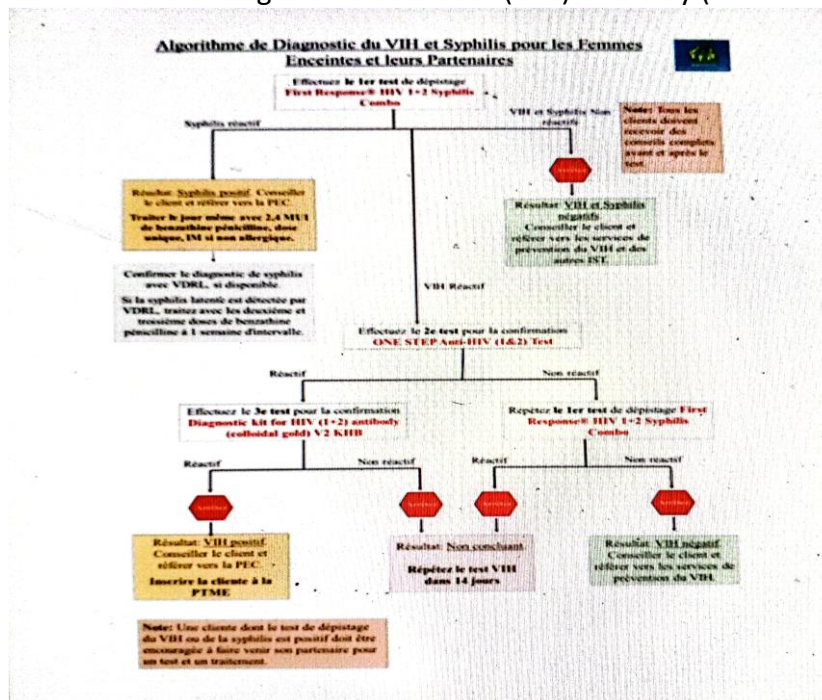 Algorithme de Diagnostic du VIH et Syphilis pour les Femmes
Enceintes et leurs Partenaires
Effectuez le 1er test de dépistage
First Response® HIV 1+2 Syphilis
Combo
Syphilis réactif
VIH et Syphilis Non
réactifs
Note: Tous les
clients doivent
recevoir des
conseils complets
avant et après le
test.
Résultat: Syphilis positif. Conseiller
le client et référer vers la PEC.
Traiter le jour même avec 2,4 MUI
de benzathine pénicilline, dose
unique, IM si non allergique.
Résultat: VIH et Syphilis
négatifs.
Conseiller le client et
référer vers les services de
prévention du VIH et des
autres IST.
Confirmer le diagnostic de syphilis
avec VDRL, si disponible.
Si la syphilis latente est détectée par
VDRL, traitez avec les deuxième et
troisième doses de benzathine
pénicilline à 1 semaine d'intervalle.
VIH Réactif
Effectuez le 2e test pour la confirmation
ONE STEP Anti-HIV (1&2) Test
Réactif
Non réactif
Effectuez le 3e test pour la confirmation
Diagnostic kit for HIV (1+2) antibody
(colloidal gold) V2 KHB
Répétez le 1er test de dépistage First
Response® HIV 1+2 Syphilis
Combo
Réactif
Non réactif
Réactif
Non réactif
Résultat: VIH positif.
Conseiller le client et
référer vers la PEC.
Inscrire la cliente à la
PTME
Résultat: Non concluant.
Répétez le test VIH
dans 14 jours
Résultat: VIH négatif.
Conseiller le client et
référer vers les services de
prévention du VIH.
Note: Une cliente dont le test de dépistage
du VIH ou de la syphilis est positif doit être
encouragée à faire venir son partenaire pour
un test et un traitement.